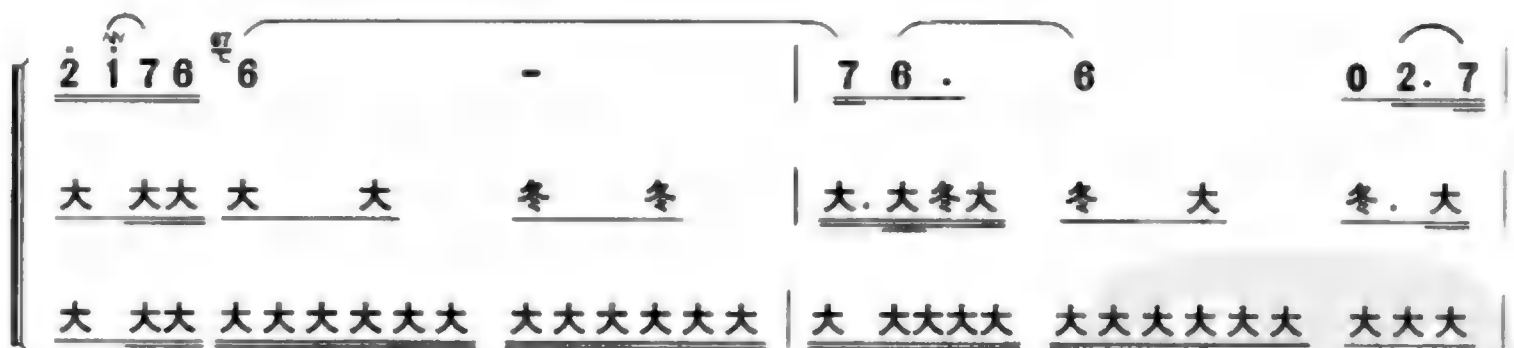 2 i 7 6 67 6 - | 7 6 . 6 0 2 . 7 |
大 大大 大 大 冬 冬 | 大 . 大冬大 冬 大 冬 . 大 |
大 大大 大大大大大大 大大大大大大 | 大 大大大大 大大大大大大 大大大 |